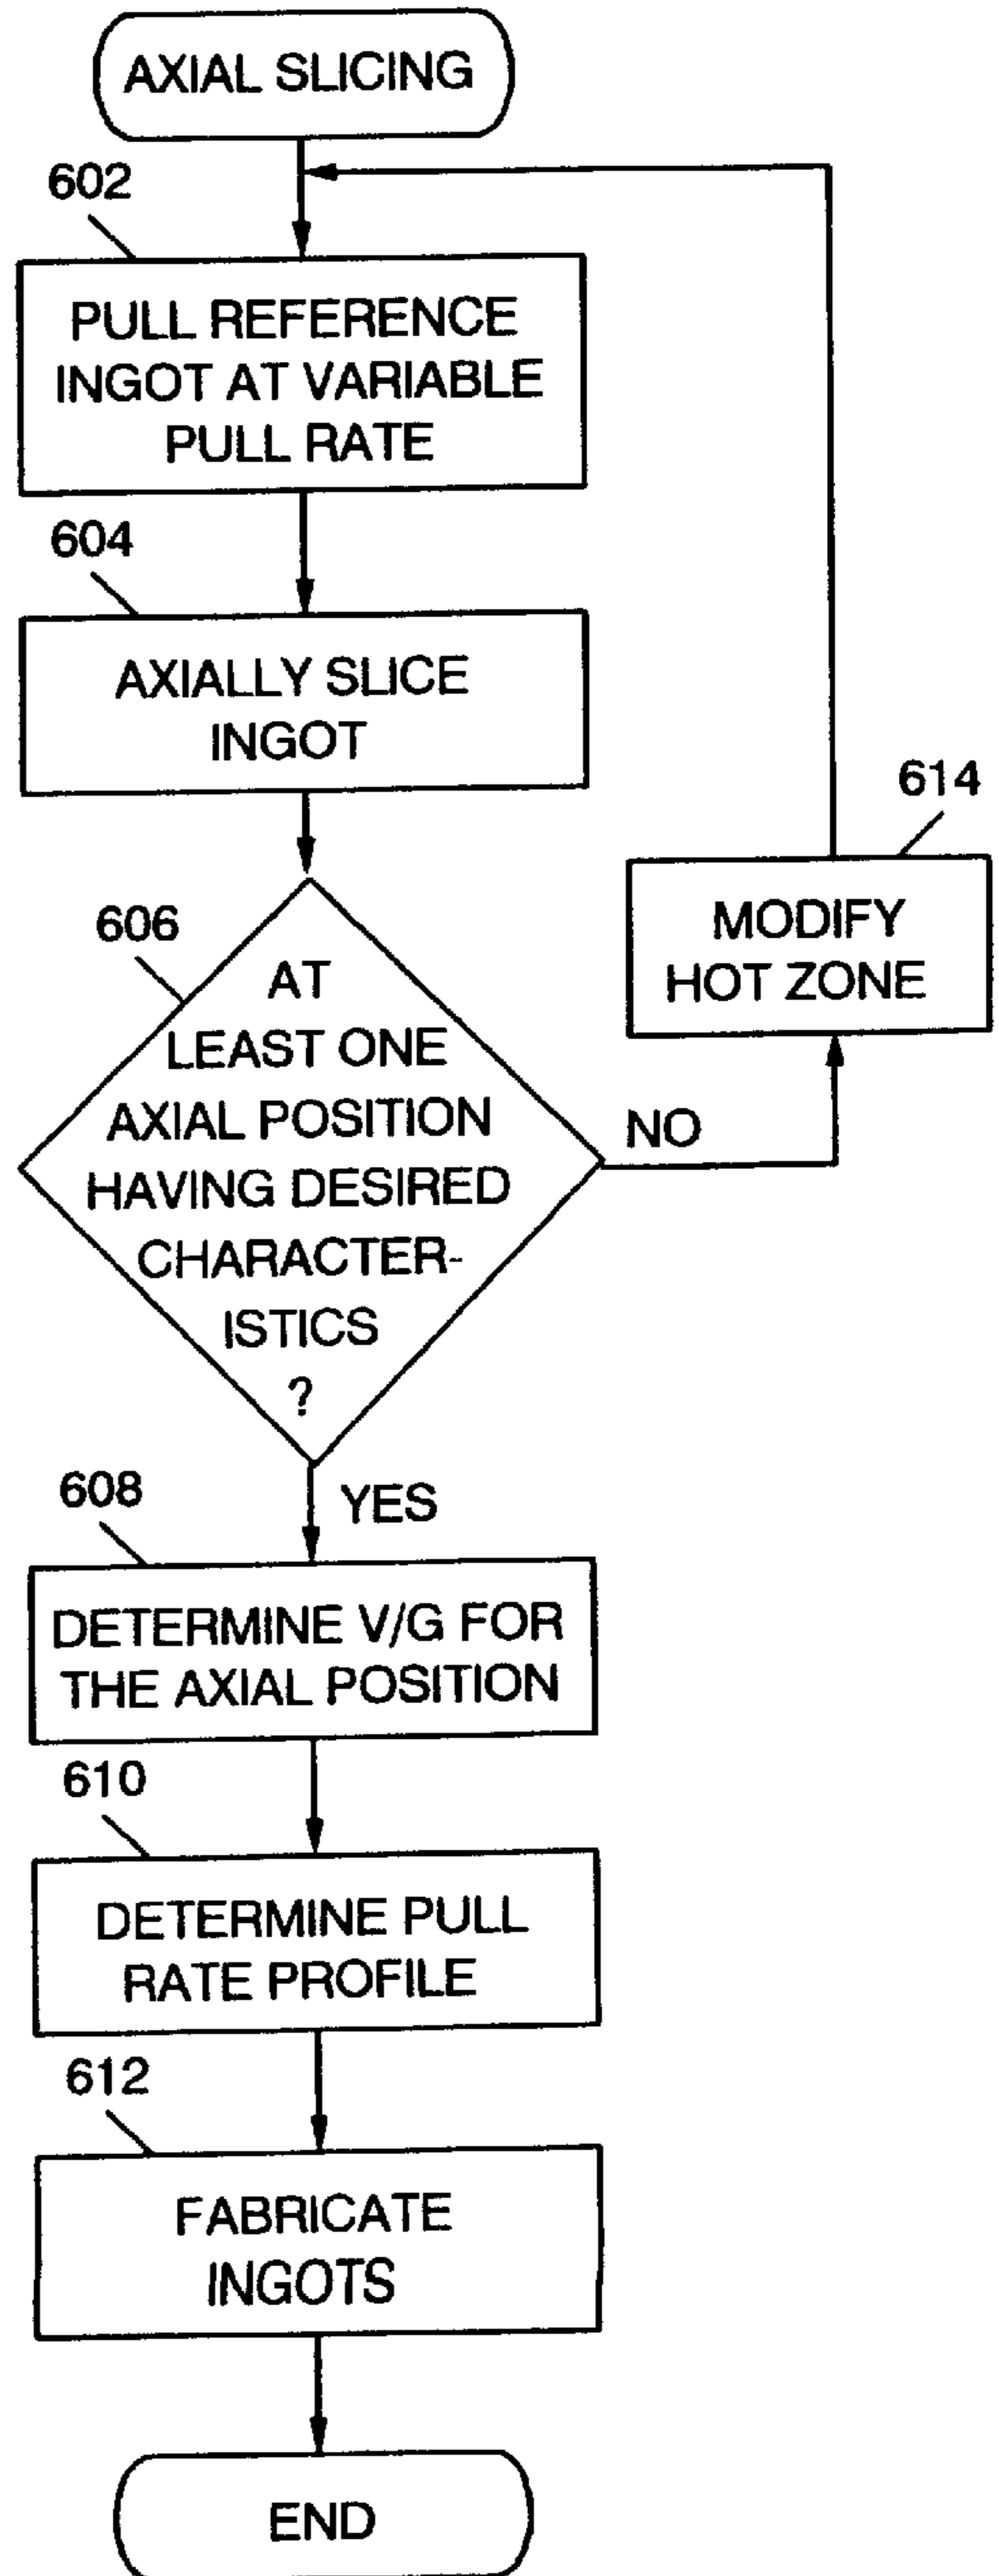 AXIAL SLICING
602
PULL REFERENCE
INGOT AT VARIABLE
PULL RATE
604
AXIALLY SLICE
INGOT
614
MODIFY
HOT ZONE
606
AT
LEAST ONE
AXIAL POSITION
HAVING DESIRED
CHARACTER-
ISTICS
?
NO
YES
608
DETERMINE V/G FOR
THE AXIAL POSITION
610
DETERMINE PULL
RATE PROFILE
612
FABRICATE
INGOTS
END